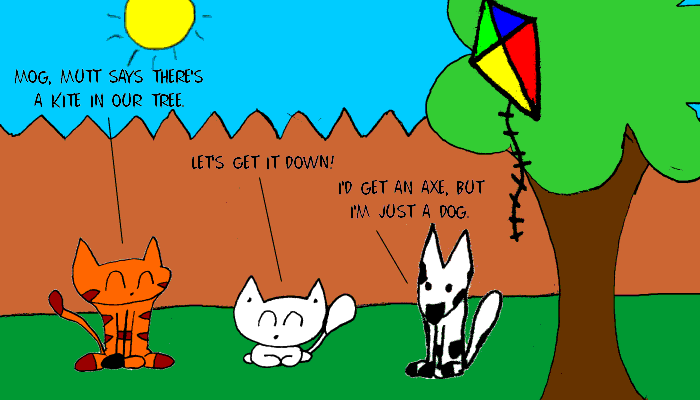 MOG, MUTT SAYS THERE'S
A KITE IN OUR TREE.
LET'S GET IT DOWN!
I'D GET AN AXE, BUT
I'M JUST A DOG.